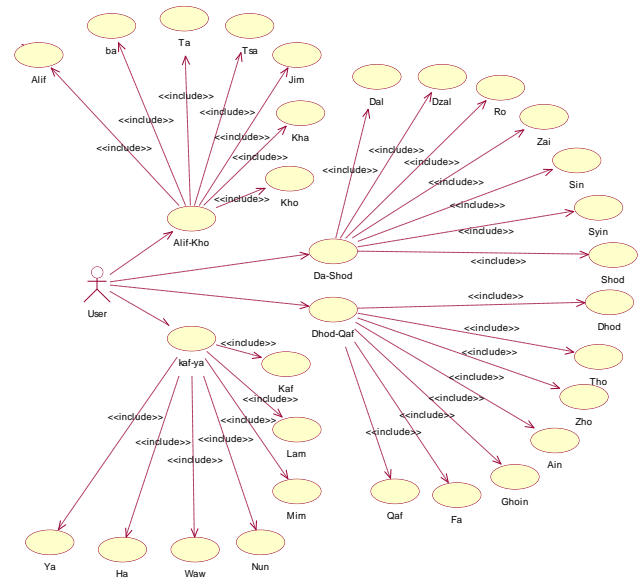 Ta
ba
Tsa
Alif
Jim
<<include>>
<<include>>
<<include>>
<<include>>
<<include>>
<<include>>
<<include>>
Kha
Kho
Alif-Kho
Dal
Dzal
Ro
Zai
Sin
Syin
Shod
<<include>>
<<include>>
<<include>>
<<include>>
<<include>>
<<include>>
<<include>>
Da-Shod
User
Dhod-Qaf
Dhod
Tho
Zho
Ain
Ghoin
Fa
Qaf
<<include>>
<<include>>
<<include>>
<<include>>
<<include>>
<<include>>
<<include>>
kaf-ya
<<include>>
Kaf
<<include>>
Lam
<<include>>
<<include>>
<<include>>
<<include>>
<<include>>
Mim
Nun
Waw
Ha
Ya